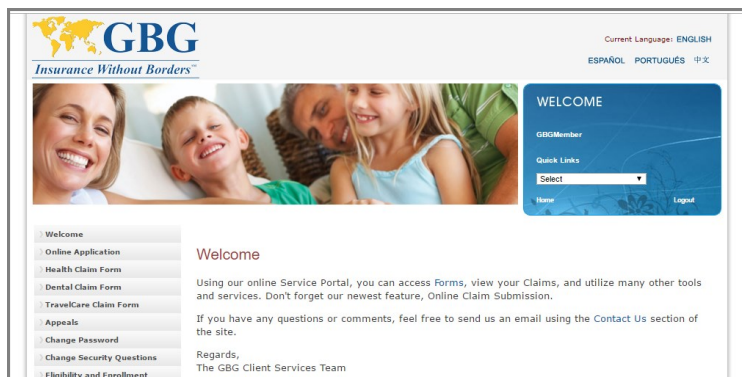 GBG
Insurance Without Borders℠
Current Language: ENGLISH
ESPAÑOL PORTUGUÊS 中文
WELCOME
GBGMember
Quick Links
Select
Home Logout
Welcome
Online Application
Health Claim Form
Dental Claim Form
TravelCare Claim Form
Appeals
Change Password
Change Security Questions
Eligibility and Enrollment
Welcome
Using our online Service Portal, you can access Forms, view your Claims, and utilize many other tools
and services. Don't forget our newest feature, Online Claim Submission.
If you have any questions or comments, feel free to send us an email using the Contact Us section of
the site.
Regards,
The GBG Client Services Team